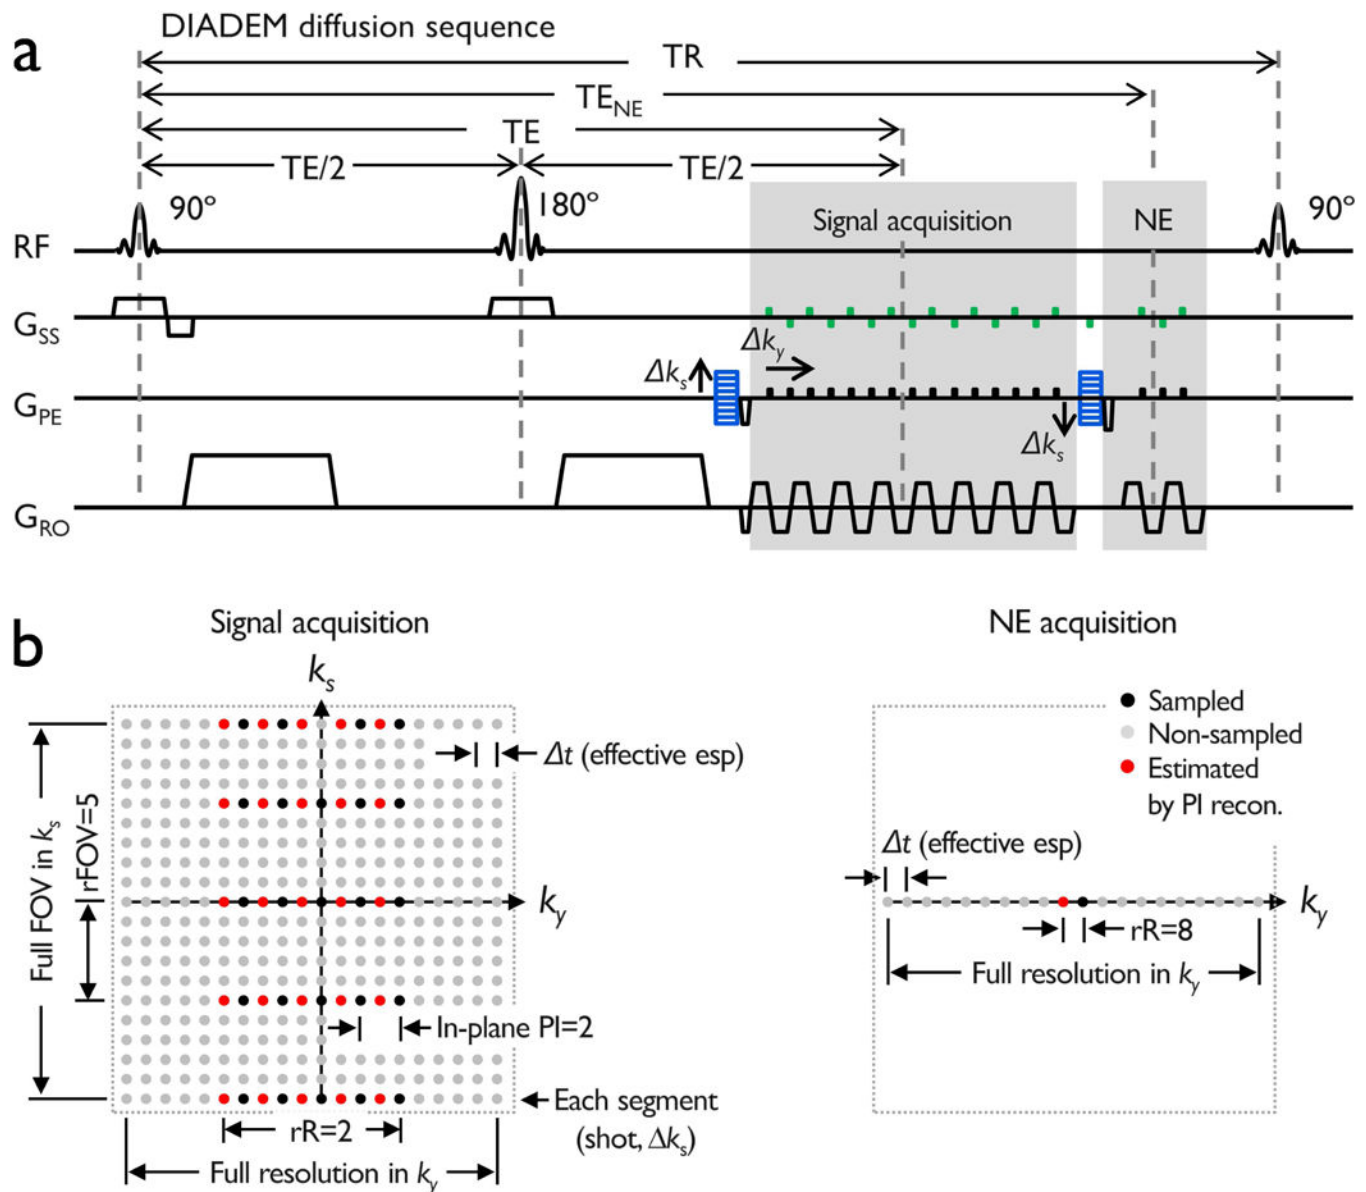 a
DIADEM diffusion sequence
TR
TE_NE
TE
TE/2 TE/2
90º 180º Signal acquisition NE 90º
RF
G_SS
Δk_y
Δk_s
G_PE
Δk_s
G_RO
b
Signal acquisition
k_s
Δt (effective esp)
Full FOV in k_s
rFOV=5
k_y
In-plane PI=2
Each segment
(shot, Δk_s)
rR=2
Full resolution in k_y
NE acquisition
Sampled
Non-sampled
Estimated
by PI recon.
Δt (effective esp)
k_y
rR=8
Full resolution in k_y